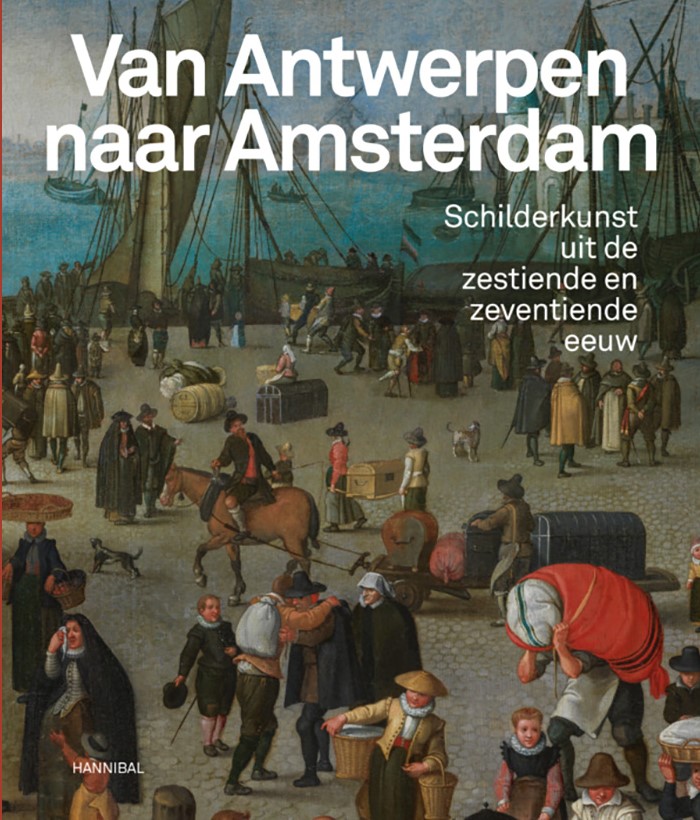 Van Antwerpen
naar Amsterdam
Schilderkunst
uit de
zestiende en
zeventiende
eeuw
HANNIBAL